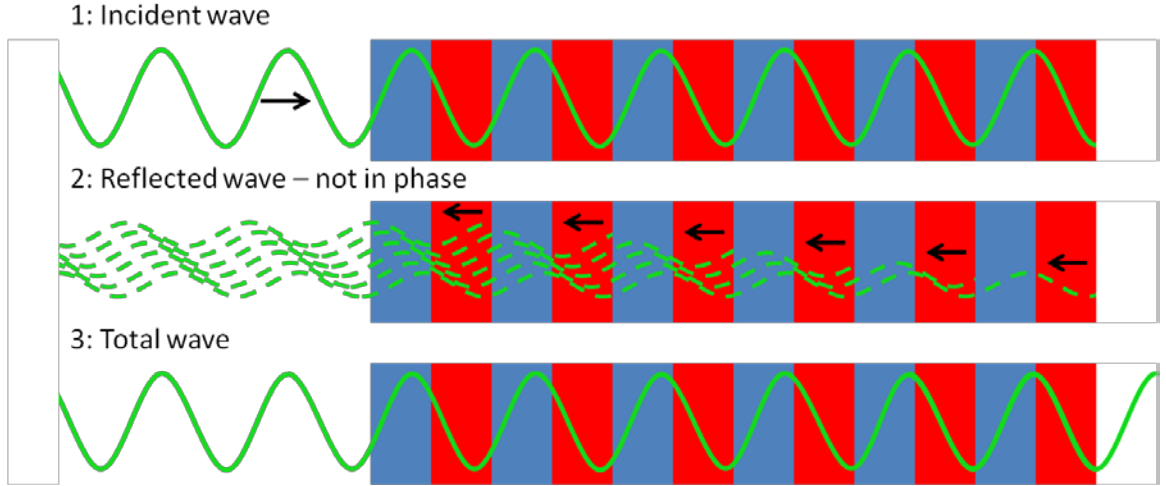 1: Incident wave
2: Reflected wave – not in phase
3: Total wave